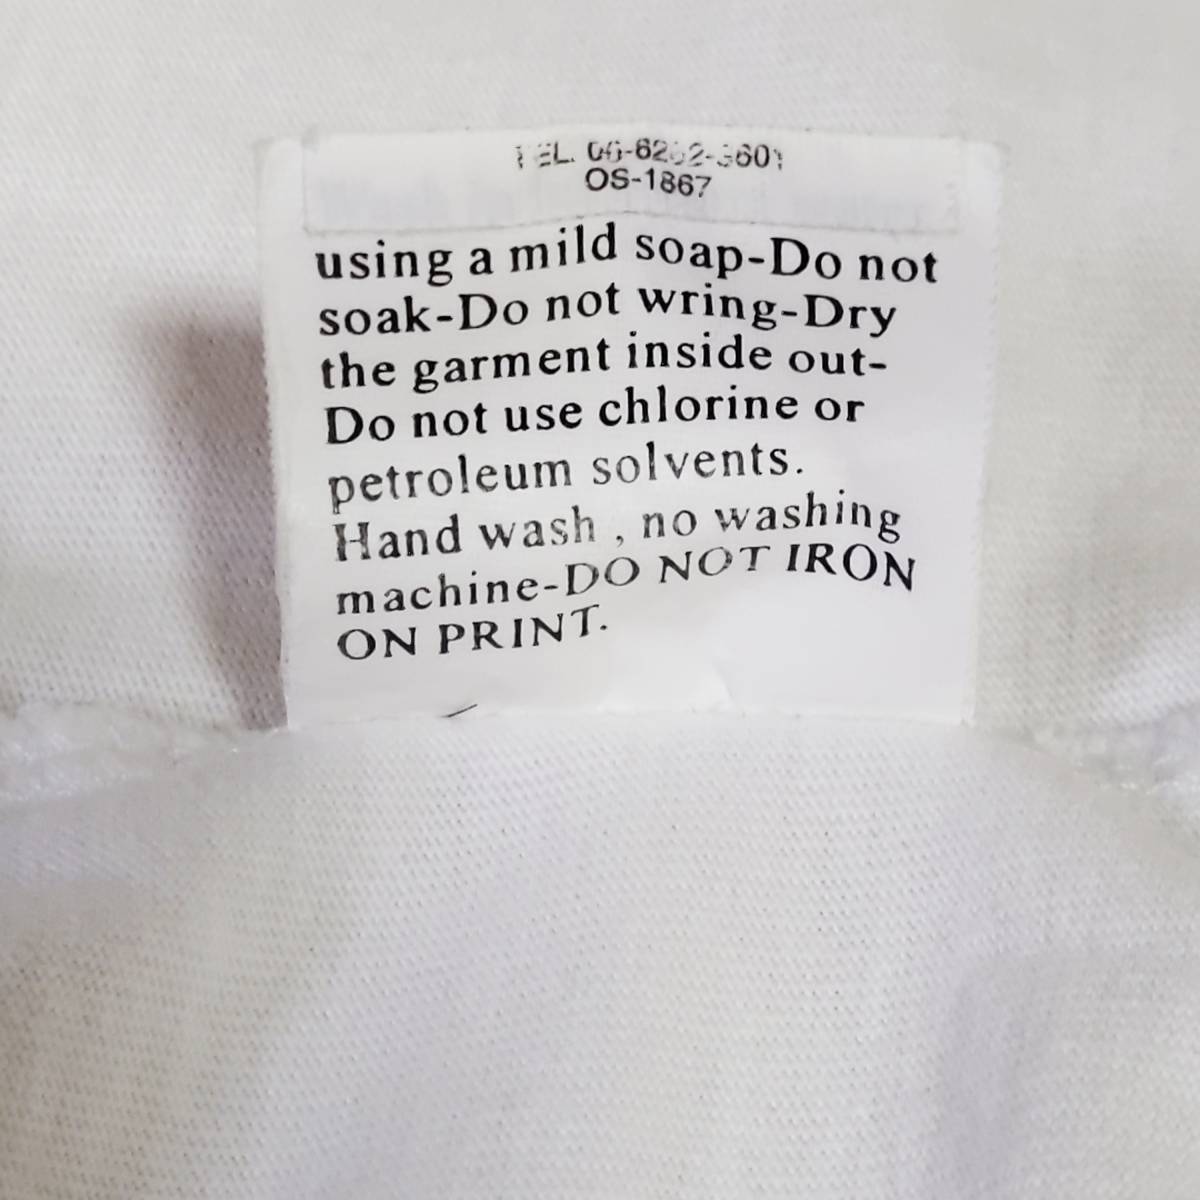 OS-1867
using a mild soap-Do not
soak-Do not wring-Dry
the garment inside out-
Do not use chlorine or
petroleum solvents.
Hand wash , no washing
machine-DO NOT IRON
ON PRINT.